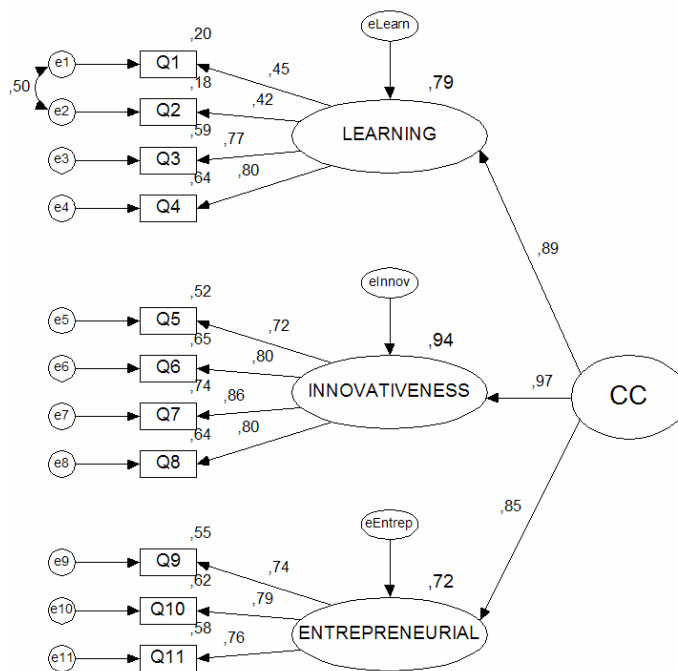 eLearn
,20
e1 Q1 ,45 ,79
,50 ,18
e2 Q2 ,42
,59 LEARNING
e3 Q3 ,77
,64
e4 Q4 ,80
,89
eInnov
,52
e5 Q5 ,72 ,94
,65
e6 Q6 ,80
,74 INNOVATIVENESS ,97 CC
e7 Q7 ,86
,64
e8 Q8 ,80
,85
eEntrep
,55
e9 Q9 ,74 ,72
,62
e10 Q10 ,79
,58 ENTREPRENEURIAL
e11 Q11 ,76